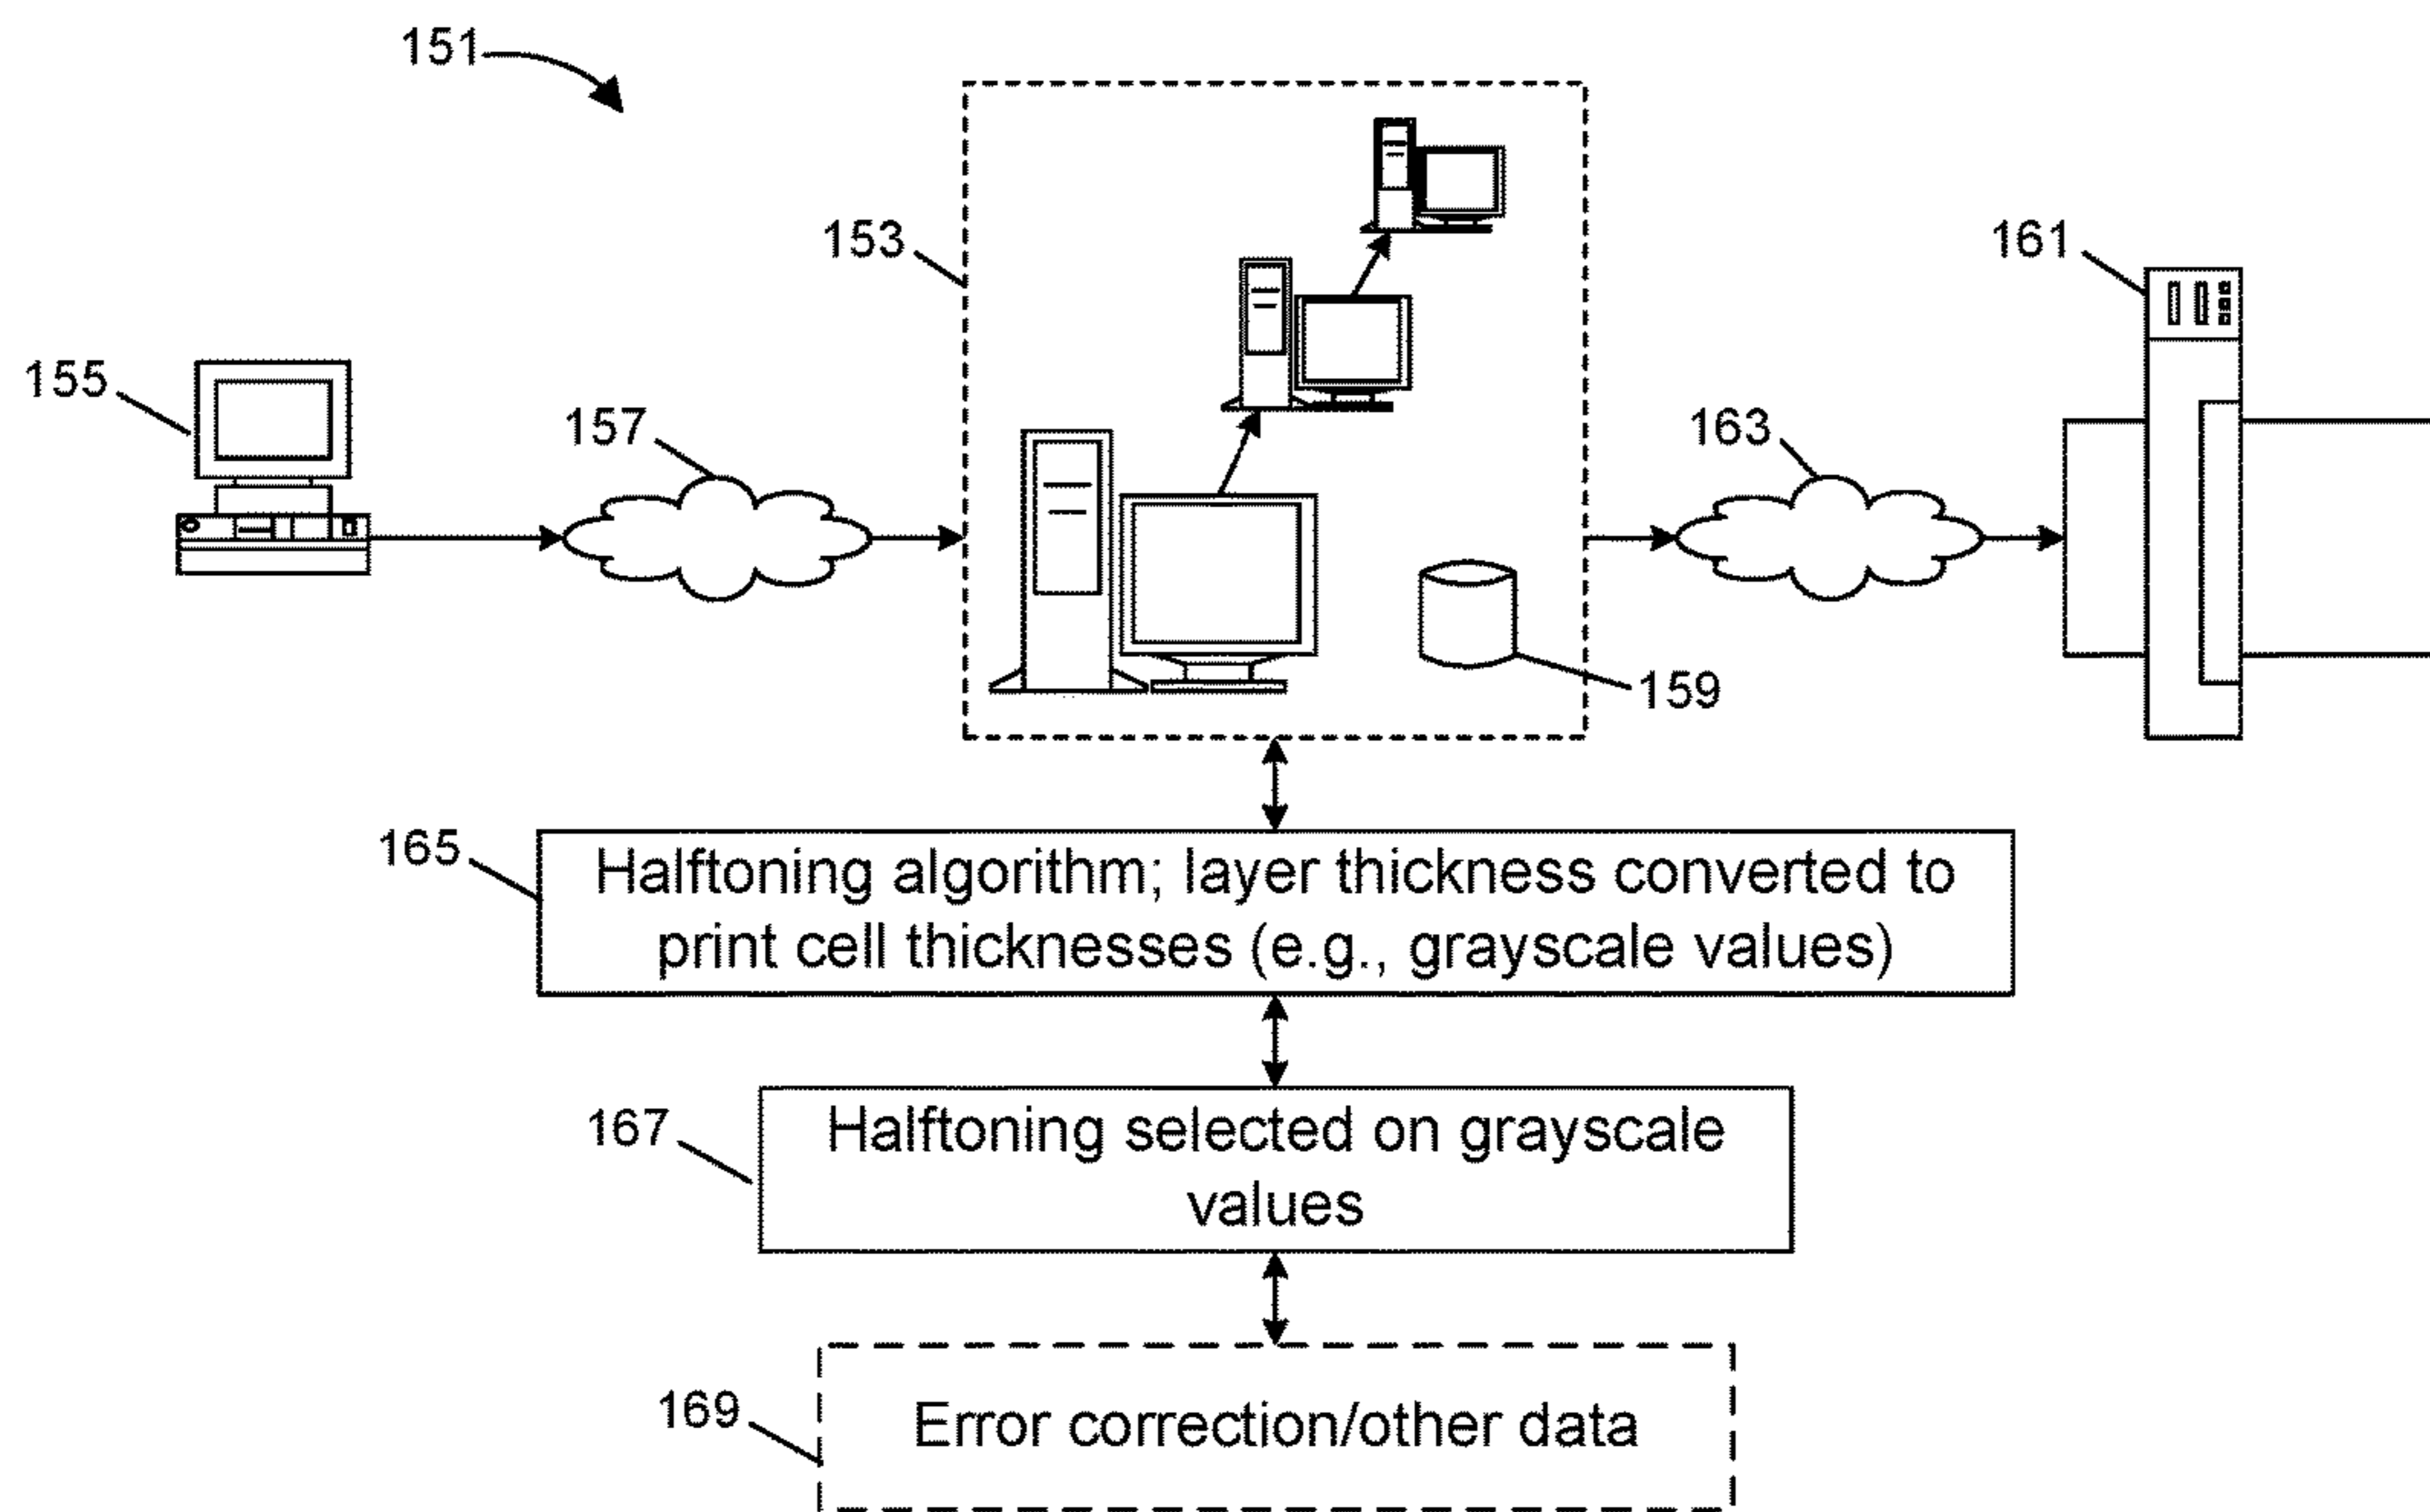 151
153
161
155
157
163
159
165
Halftoning algorithm; layer thickness converted to
print cell thicknesses (e.g., grayscale values)
167
Halftoning selected on grayscale
values
169
Error correction/other data